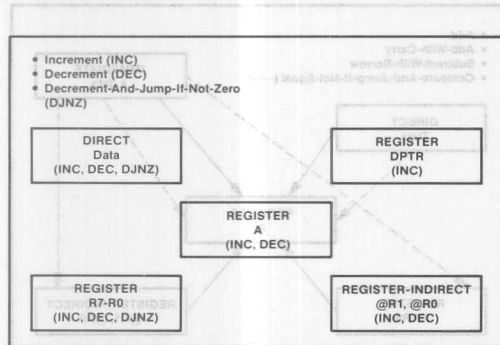 • Increment (INC)
• Decrement (DEC)
• Decrement-And-Jump-If-Not-Zero
(DJNZ)
DIRECT
Data
(INC, DEC, DJNZ)
REGISTER
DPTR
(INC)
REGISTER
A
(INC, DEC)
REGISTER
R7-R0
(INC, DEC, DJNZ)
REGISTER-INDIRECT
@R1, @R0
(INC, DEC)